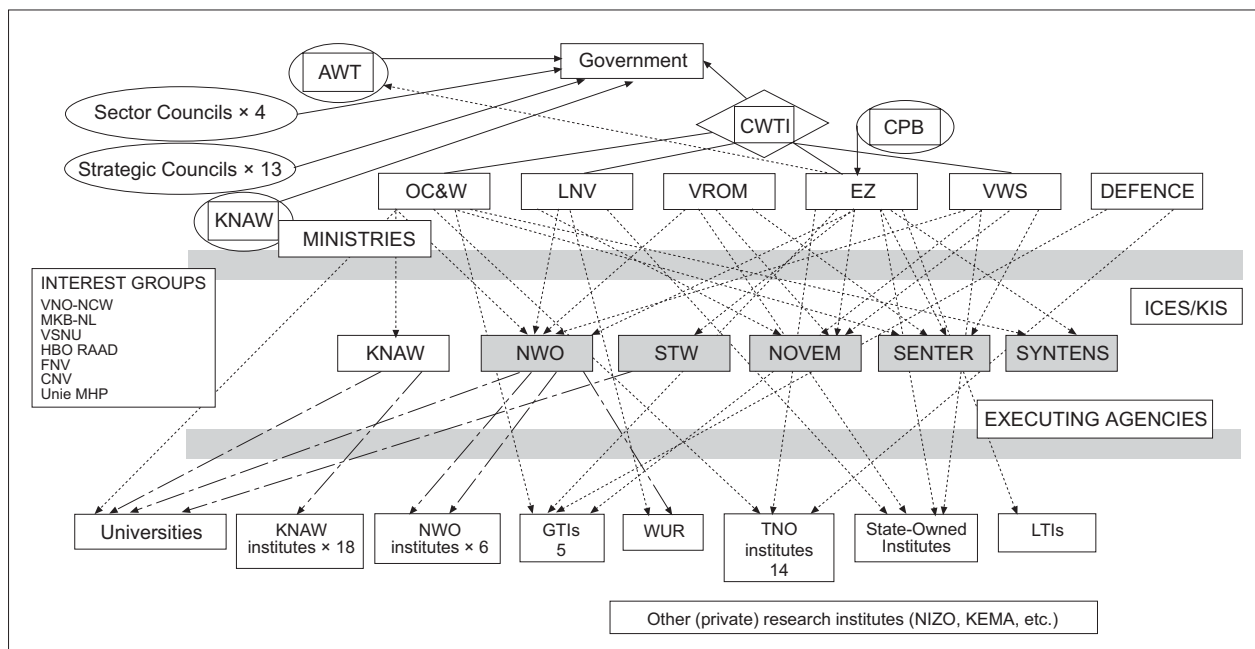 Government
AWT
Sector Councils × 4
CWTI
CPB
Strategic Councils × 13
OC&W
LNV
VROM
EZ
VWS
DEFENCE
KNAW
MINISTRIES
INTEREST GROUPS
VNO-NCW
MKB-NL
VSNU
HBO RAAD
FNV
CNV
Unie MHP
ICES/KIS
KNAW
NWO
STW
NOVEM
SENTER
SYNTENS
EXECUTING AGENCIES
Universities
KNAW
institutes × 18
NWO
institutes × 6
GTIs
5
WUR
TNO
institutes
14
State-Owned
Institutes
LTIs
Other (private) research institutes (NIZO, KEMA, etc.)